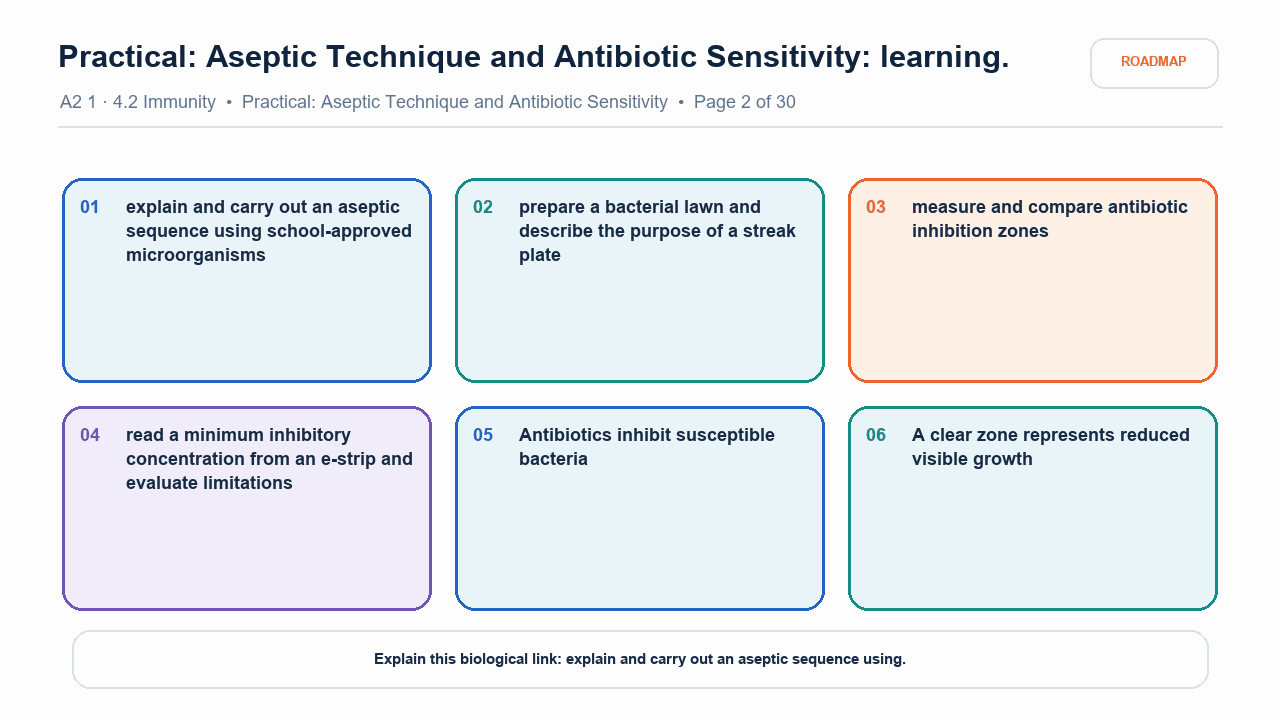 Practical: Aseptic Technique and Antibiotic Sensitivity: learning.
ROADMAP
A2 1 · 4.2 Immunity • Practical: Aseptic Technique and Antibiotic Sensitivity • Page 2 of 30
01 explain and carry out an aseptic
sequence using school-approved
microorganisms
02 prepare a bacterial lawn and
describe the purpose of a streak
plate
03 measure and compare antibiotic
inhibition zones
04 read a minimum inhibitory
concentration from an e-strip and
evaluate limitations
05 Antibiotics inhibit susceptible
bacteria
06 A clear zone represents reduced
visible growth
Explain this biological link: explain and carry out an aseptic sequence using.